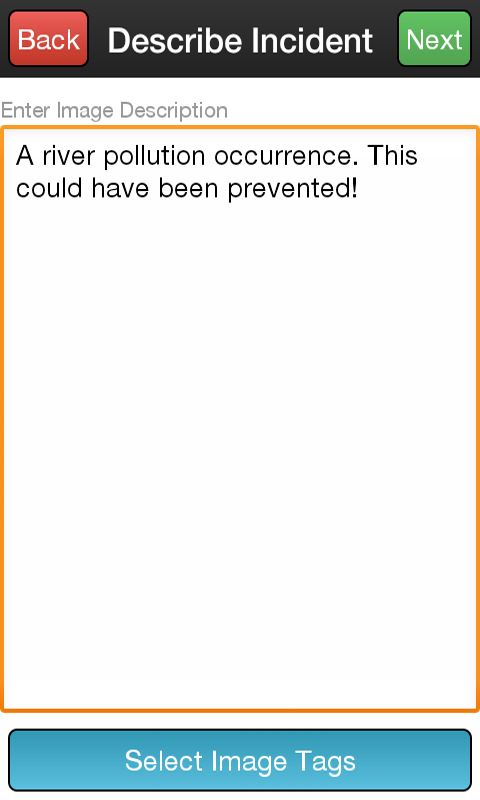 Back Describe Incident Next
Enter Image Description
A river pollution occurrence. This
could have been prevented!
Select Image Tags